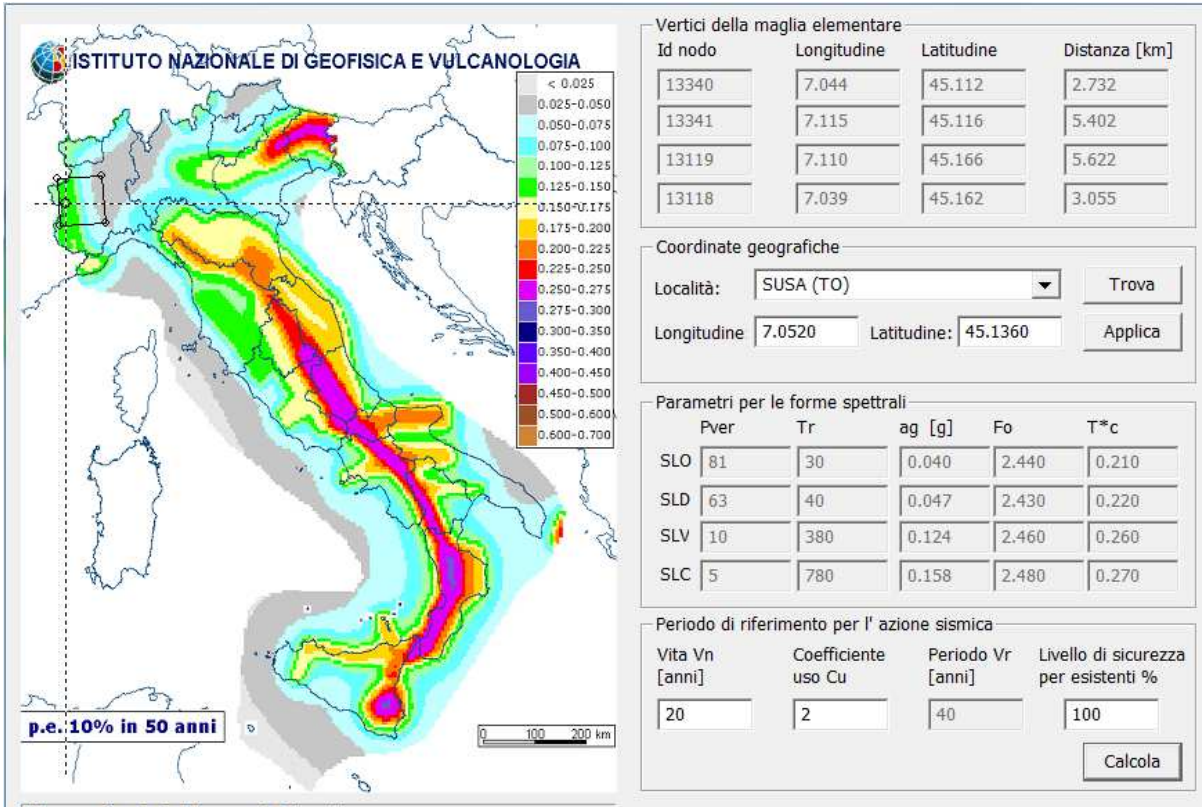 ISTITUTO NAZIONALE DI GEOFISICA E VULCANOLOGIA
< 0.025
0.025-0.050
0.050-0.075
0.075-0.100
0.100-0.125
0.125-0.150
0.150-0.175
0.175-0.200
0.200-0.225
0.225-0.250
0.250-0.275
0.275-0.300
0.300-0.350
0.350-0.400
0.400-0.450
0.450-0.500
0.500-0.600
0.600-0.700
p.e. 10% in 50 anni
0 100 200 km
Vertici della maglia elementare
Id nodo Longitudine Latitudine Distanza [km]
13340 7.044 45.112 2.732
13341 7.115 45.116 5.402
13119 7.110 45.166 5.622
13118 7.039 45.162 3.055
Coordinate geografiche
Località: SUSA (TO) Trova
Longitudine 7.0520 Latitudine: 45.1360 Applica
Parametri per le forme spettrali
Pver Tr ag [g] Fo T*c
SLO 81 30 0.040 2.440 0.210
SLD 63 40 0.047 2.430 0.220
SLV 10 380 0.124 2.460 0.260
SLC 5 780 0.158 2.480 0.270
Periodo di riferimento per l' azione sismica
Vita Vn Coefficiente Periodo Vr Livello di sicurezza
[anni] uso Cu [anni] per esistenti %
20 2 40 100
Calcola